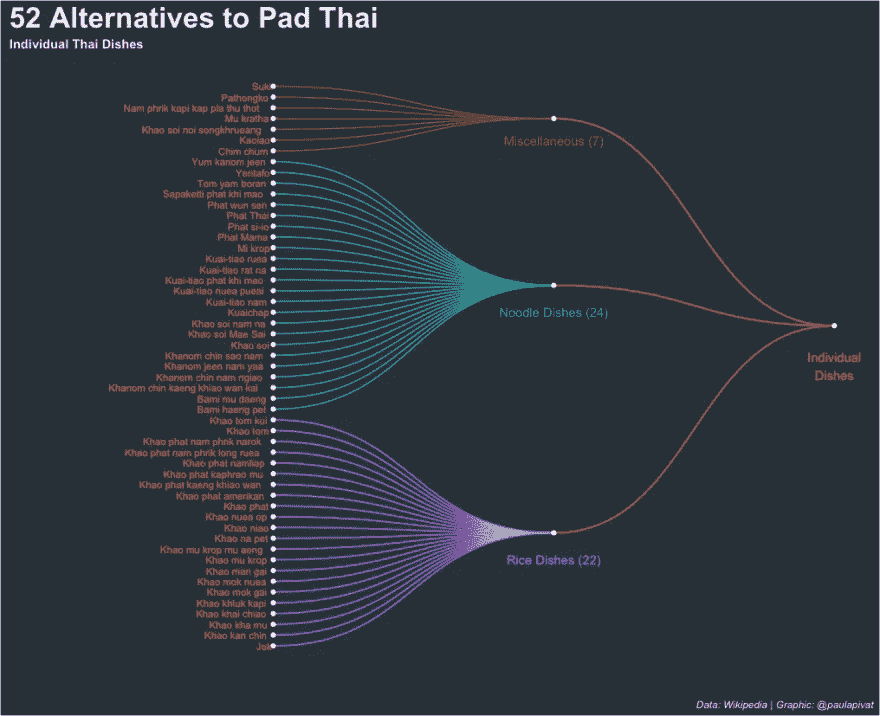 52 Alternatives to Pad Thai
Individual Thai Dishes
Suki
Pathongko
Nam phrik kapi kap pla thu thot
Mu kratha
Khao soi noi songkhrueang
Kaolao
Chim chum
Yum kanom jeen
Yentafo
Tom yam boran
Sapaketti phat khi mao
Phat wun sen
Phat Thai
Phat si-io
Phat Mama
Mi krop
Kuai-tiao ruea
Kuai-tiao rat na
Kuai-tiao phat khi mao
Kuai-tiao nuea pueai
Kuai-tiao nam
Kuaichap
Khao soi nam na
Khao soi Mae Sai
Khao soi
Khanom chin sao nam
Khanom jeen nam yaa
Khanom chin nam ngiao
Khanom chin kaeng khiao wan kai
Bami mu daeng
Bami haeng pet
Khao tom kui
Khao tom
Khao phat nam phrik narok
Khao phat nam phrik long ruea
Khao phat namliap
Khao phat kaphrao mu
Khao phat kaeng khiao wan
Khao phat amerikan
Khao phat
Khao nuea op
Khao niao
Khao na pet
Khao mu krop mu daeng
Khao mu krop
Khao man gai
Khao mok nuea
Khao mok gai
Khao khluk kapi
Khao khai chiao
Khao kha mu
Khao kan chin
Jok
Miscellaneous (7)
Noodle Dishes (24)
Rice Dishes (22)
Individual
Dishes
Data: Wikipedia | Graphic: @paulapivat